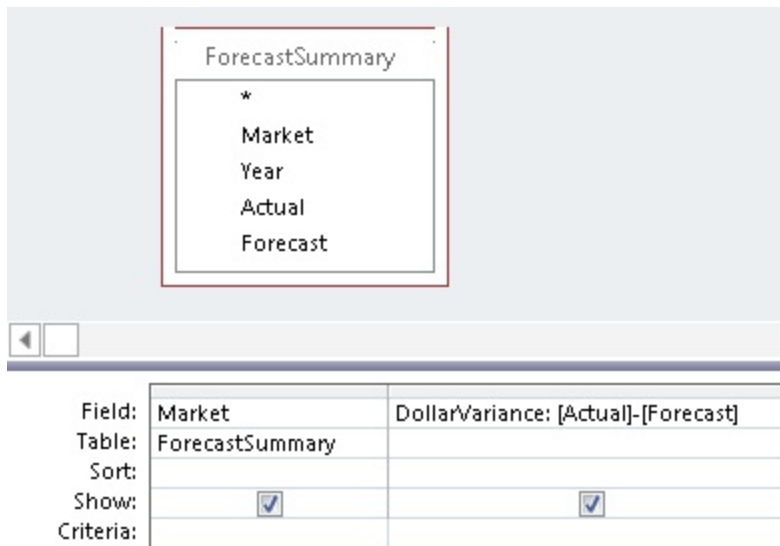 ForecastSummary
*
Market
Year
Actual
Forecast
Field: Market DollarVariance: [Actual]-[Forecast]
Table: ForecastSummary
Sort:
Show:
Criteria: